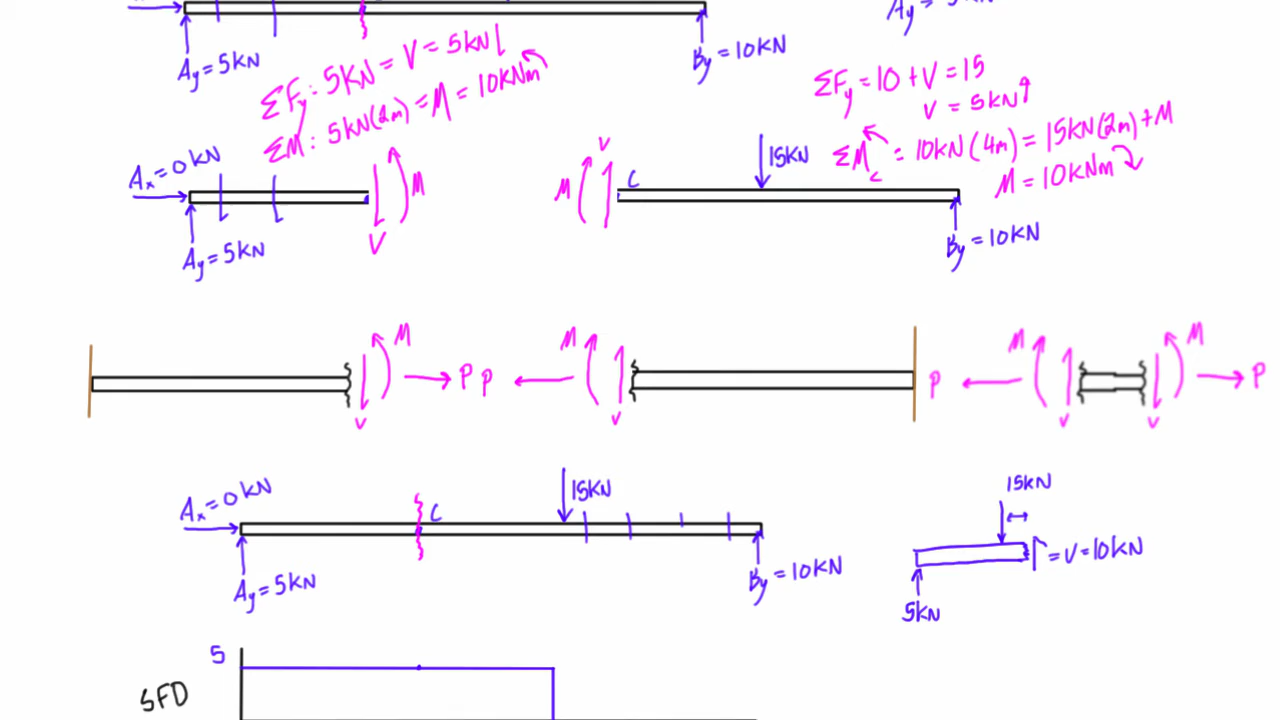 Ay = 5kN
By = 10kN
ΣFy: 5kN = V = 5kN
ΣM: 5kN(2m) = M = 10kNm
ΣFy = 10 + V = 15
V = 5kN
ΣMc = 10kN(4m) = 15kN(2m) + M
M = 10kNm
Ax = 0kN
Ay = 5kN
M
V
M
V
C
15kN
By = 10kN
M
V
P
P
M
V
P
M
V
M
V
P
Ax = 0kN
C
15kN
Ay = 5kN
By = 10kN
15kN
5kN
= V = 10kN
5
SFD